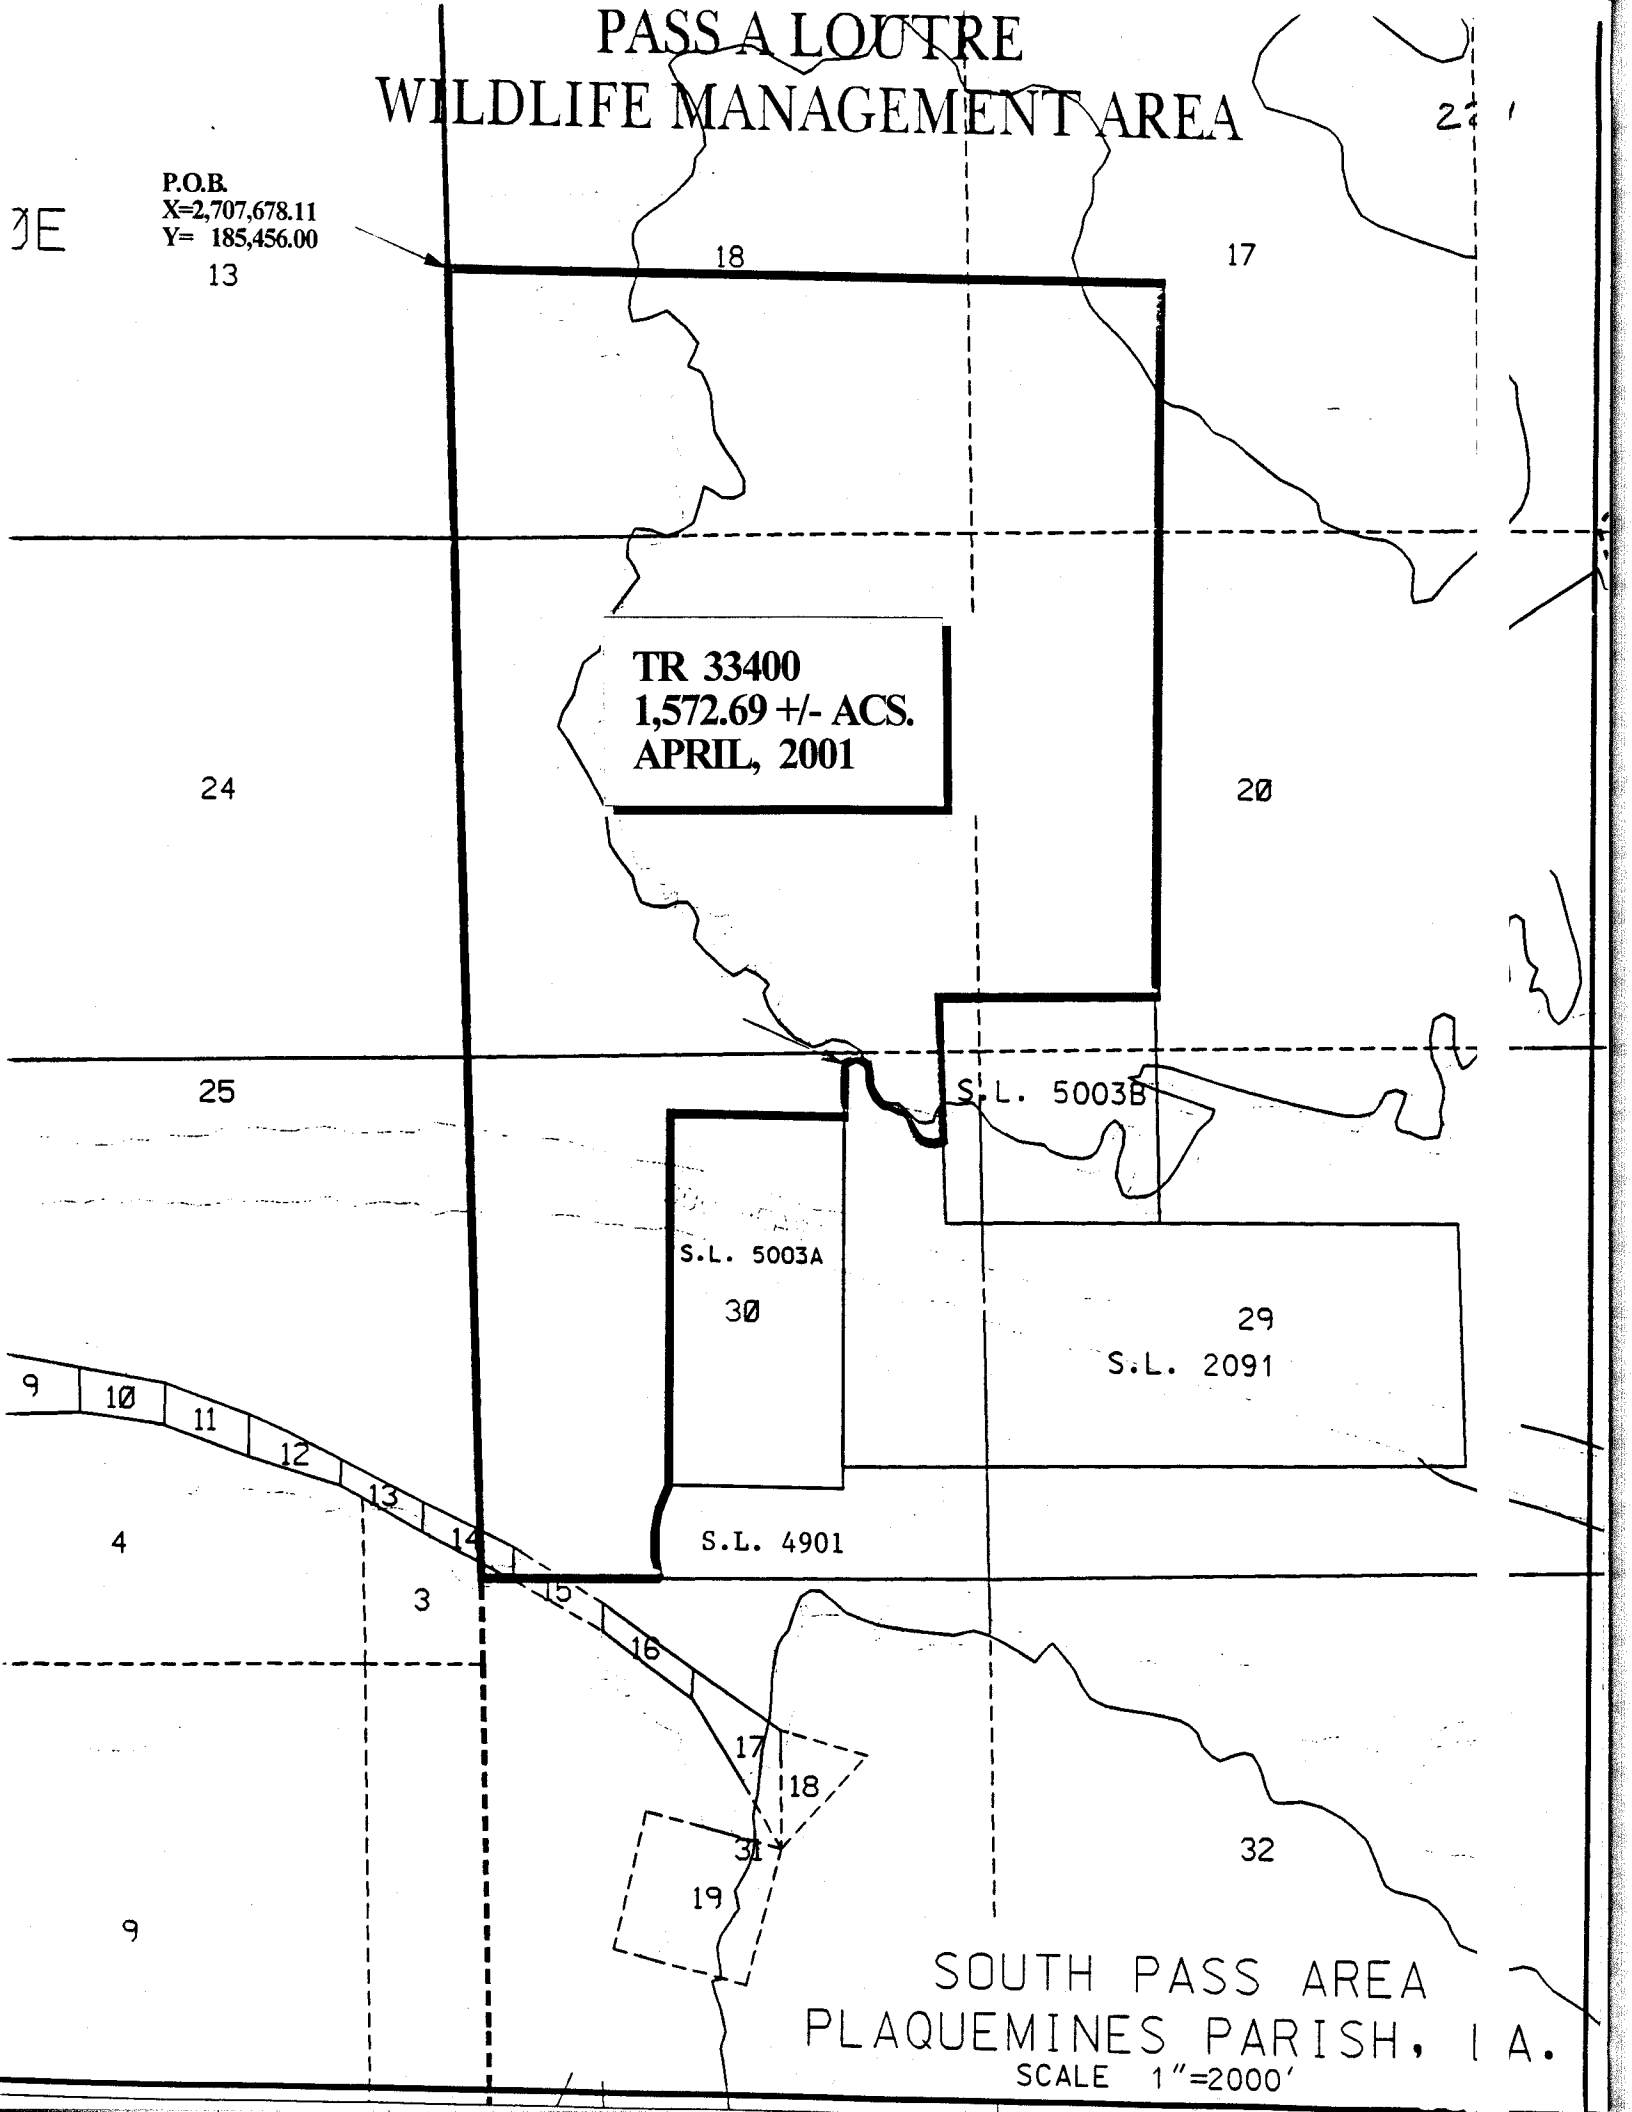 PASS A LOUTRE
WILDLIFE MANAGEMENT AREA
P.O.B.
X=2,707,678.11
Y= 185,456.00
13
18
17
TR 33400
1,572.69 +/- ACS.
APRIL, 2001
24
20
25
S.L. 5003B
S.L. 5003A
30
29
S.L. 2091
9
10
11
12
13
14
S.L. 4901
4
3
15
16
17
18
31
32
19
9
SOUTH PASS AREA
PLAQUEMINES PARISH, A.
SCALE 1"=2000'